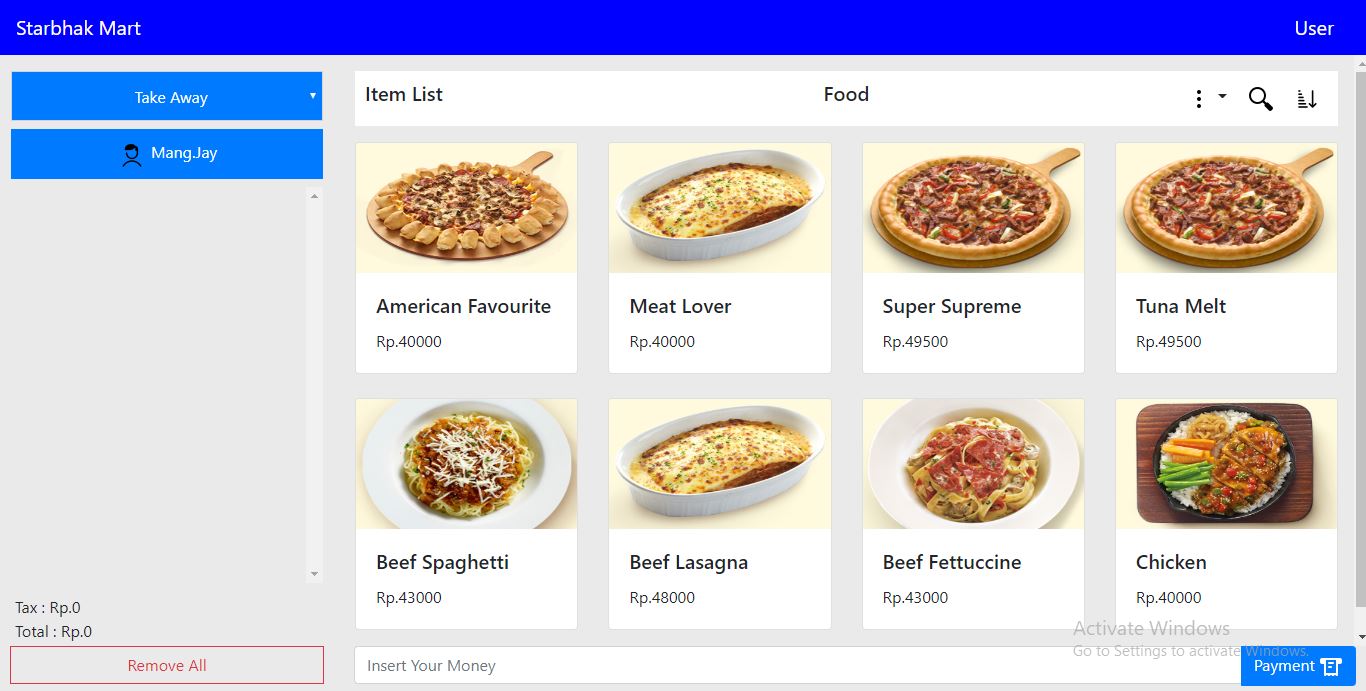 Starbhak Mart
User
Take Away
Mang.Jay
Item List
Food
American Favourite
Rp.40000
Meat Lover
Rp.40000
Super Supreme
Rp.49500
Tuna Melt
Rp.49500
Beef Spaghetti
Rp.43000
Beef Lasagna
Rp.48000
Beef Fettuccine
Rp.43000
Chicken
Rp.40000
Tax : Rp.0
Total : Rp.0
Remove All
Insert Your Money
Payment
Activate Windows
Go to Settings to activate Windows.